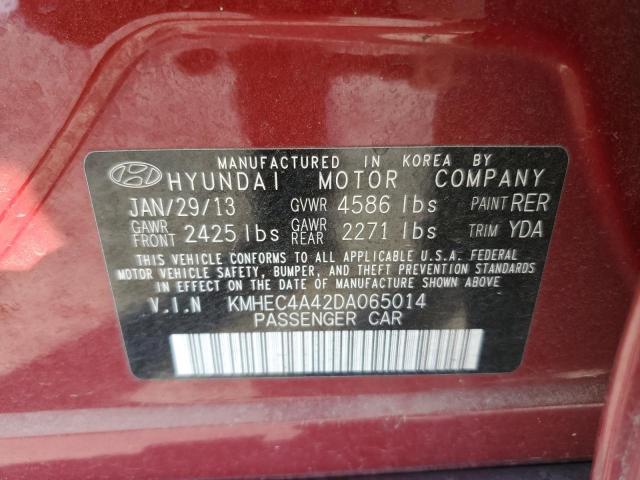 MANUFACTURED IN KOREA BY
HYUNDAI MOTOR COMPANY
JAN/29/13 GVWR 4586 lbs PAINT RER
GAWR FRONT 2425 lbs GAWR REAR 2271 lbs TRIM YDA
THIS VEHICLE CONFORMS TO ALL APPLICABLE U.S.A. FEDERAL
MOTOR VEHICLE SAFETY, BUMPER, AND THEFT PREVENTION STANDARDS
IN EFFECT ON THE DATE OF MANUFACTURE SHOWN ABOVE
V.I.N KMHEC4A42DA065014
PASSENGER CAR